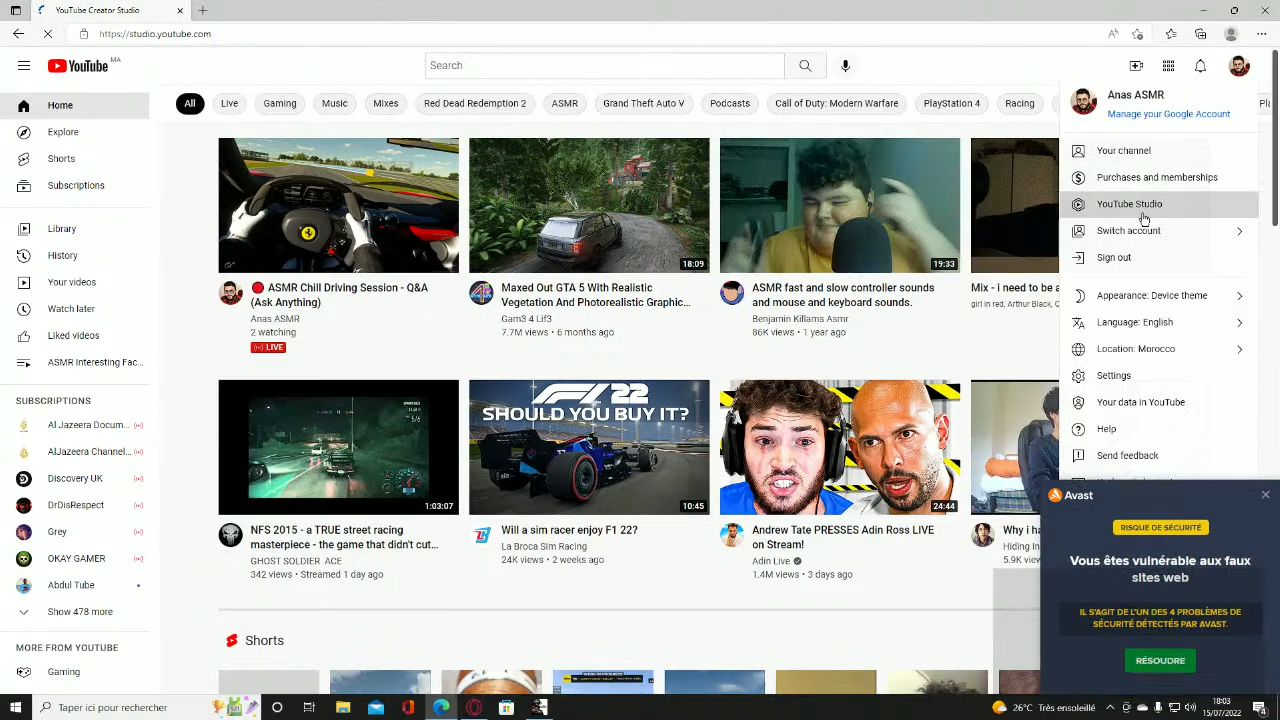 YouTube Creator Studio
https://studio.youtube.com
YouTube MA
Search
Home
Explore
Shorts
Subscriptions
Library
History
Your videos
Watch later
Liked videos
ASMR Interesting Fac...
SUBSCRIPTIONS
Al Jazeera Docum...
AlJazeera Channel...
Discovery UK
DrDisRespect
Grey
OKAY GAMER
Abdul Tube
Show 478 more
MORE FROM YOUTUBE
Gaming
All
Live
Gaming
Music
Mixes
Red Dead Redemption 2
ASMR
Grand Theft Auto V
Podcasts
Call of Duty: Modern Warfare
PlayStation 4
Racing
ASMR Chill Driving Session - Q&A
(Ask Anything)
Anas ASMR
2 watching
LIVE
18:09
Maxed Out GTA 5 With Realistic
Vegetation And Photorealistic Graphic...
Gam3 4 Lif3
7.7M views • 6 months ago
19:33
ASMR fast and slow controller sounds
and mouse and keyboard sounds.
Benjamin Killams Asmr
86K views • 1 year ago
Mix - i need to be a
girl in red, Arthur Black, C
1:03:07
NFS 2015 - a TRUE street racing
masterpiece - the game that didn't cut...
GHOST SOLDIER ACE
342 views • Streamed 1 day ago
F1 22
SHOULD YOU BUY IT?
10:45
Will a sim racer enjoy F1 22?
La Broca Sim Racing
24K views • 2 weeks ago
24:44
Andrew Tate PRESSES Adin Ross LIVE
on Stream!
Adin Live
1.4M views • 3 days ago
Why i h
Hiding In
5.9K view
Shorts
Anas ASMR
Manage your Google Account
Your channel
Purchases and memberships
YouTube Studio
Switch account
Sign out
Appearance: Device theme
Language: English
Location: Morocco
Settings
Your data in YouTube
Help
Send feedback
Avast
RISQUE DE SÉCURITÉ
Vous êtes vulnérable aux faux
sites web
IL S'AGIT DE L'UN DES 4 PROBLÈMES DE
SÉCURITÉ DÉTECTÉS PAR AVAST.
RÉSOUDRE
Taper ici pour rechercher
26°C Très ensoleillé
18:03
15/07/2022
4